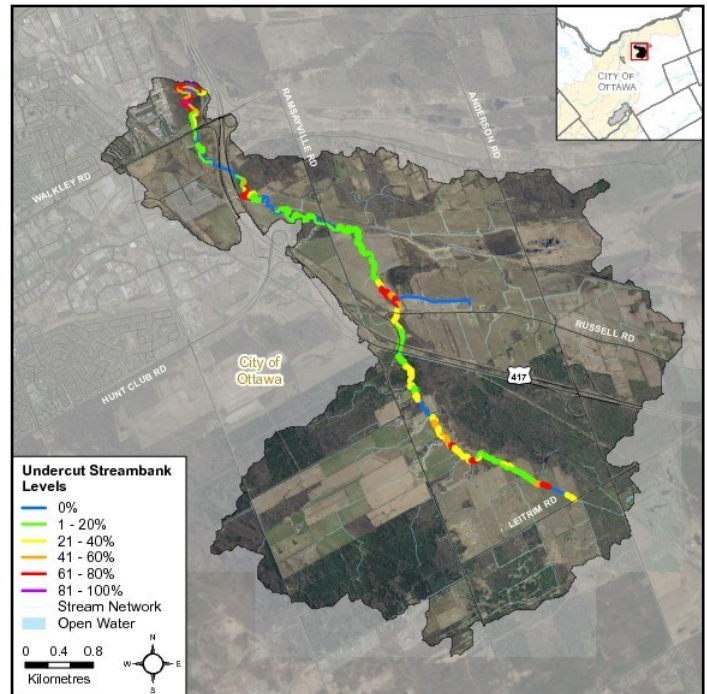 CITY OF
OTTAWA
RAMSAYVILLE RD
ANDERSON RD
WALKLEY RD
RUSSELL RD
City of
Ottawa
417
HUNT CLUB RD
LEITRIM RD
Undercut Streambank
Levels
0%
1 - 20%
21 - 40%
41 - 60%
61 - 80%
81 - 100%
Stream Network
Open Water
0 0.4 0.8
Kilometres
N
W E
S